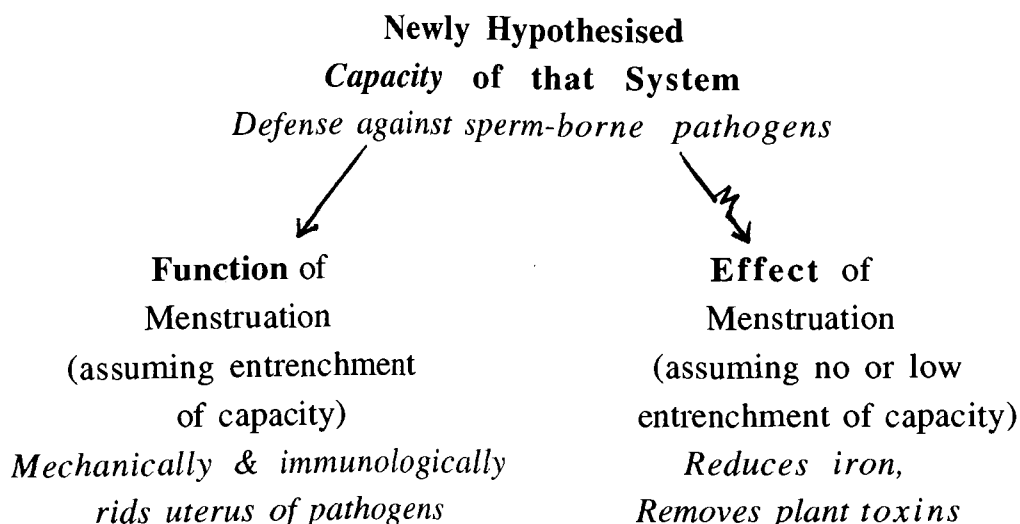 Newly Hypothesised
Capacity of that System
Defense against sperm-borne pathogens
Function of
Menstruation
(assuming entrenchment
of capacity)
Mechanically & immunologically
rids uterus of pathogens
Effect of
Menstruation
(assuming no or low
entrenchment of capacity)
Reduces iron,
Removes plant toxins